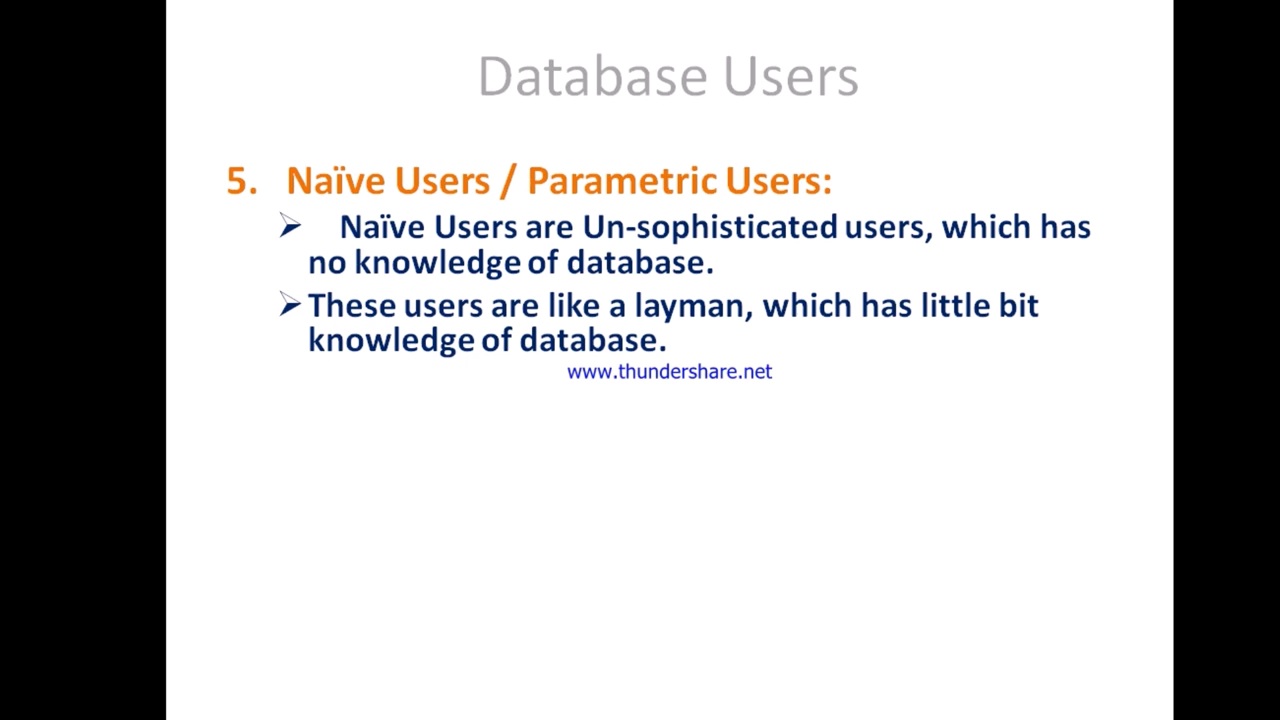 Database Users
5. Naïve Users / Parametric Users:
➢ Naïve Users are Un-sophisticated users, which has
no knowledge of database.
➢ These users are like a layman, which has little bit
knowledge of database.
www.thundershare.net